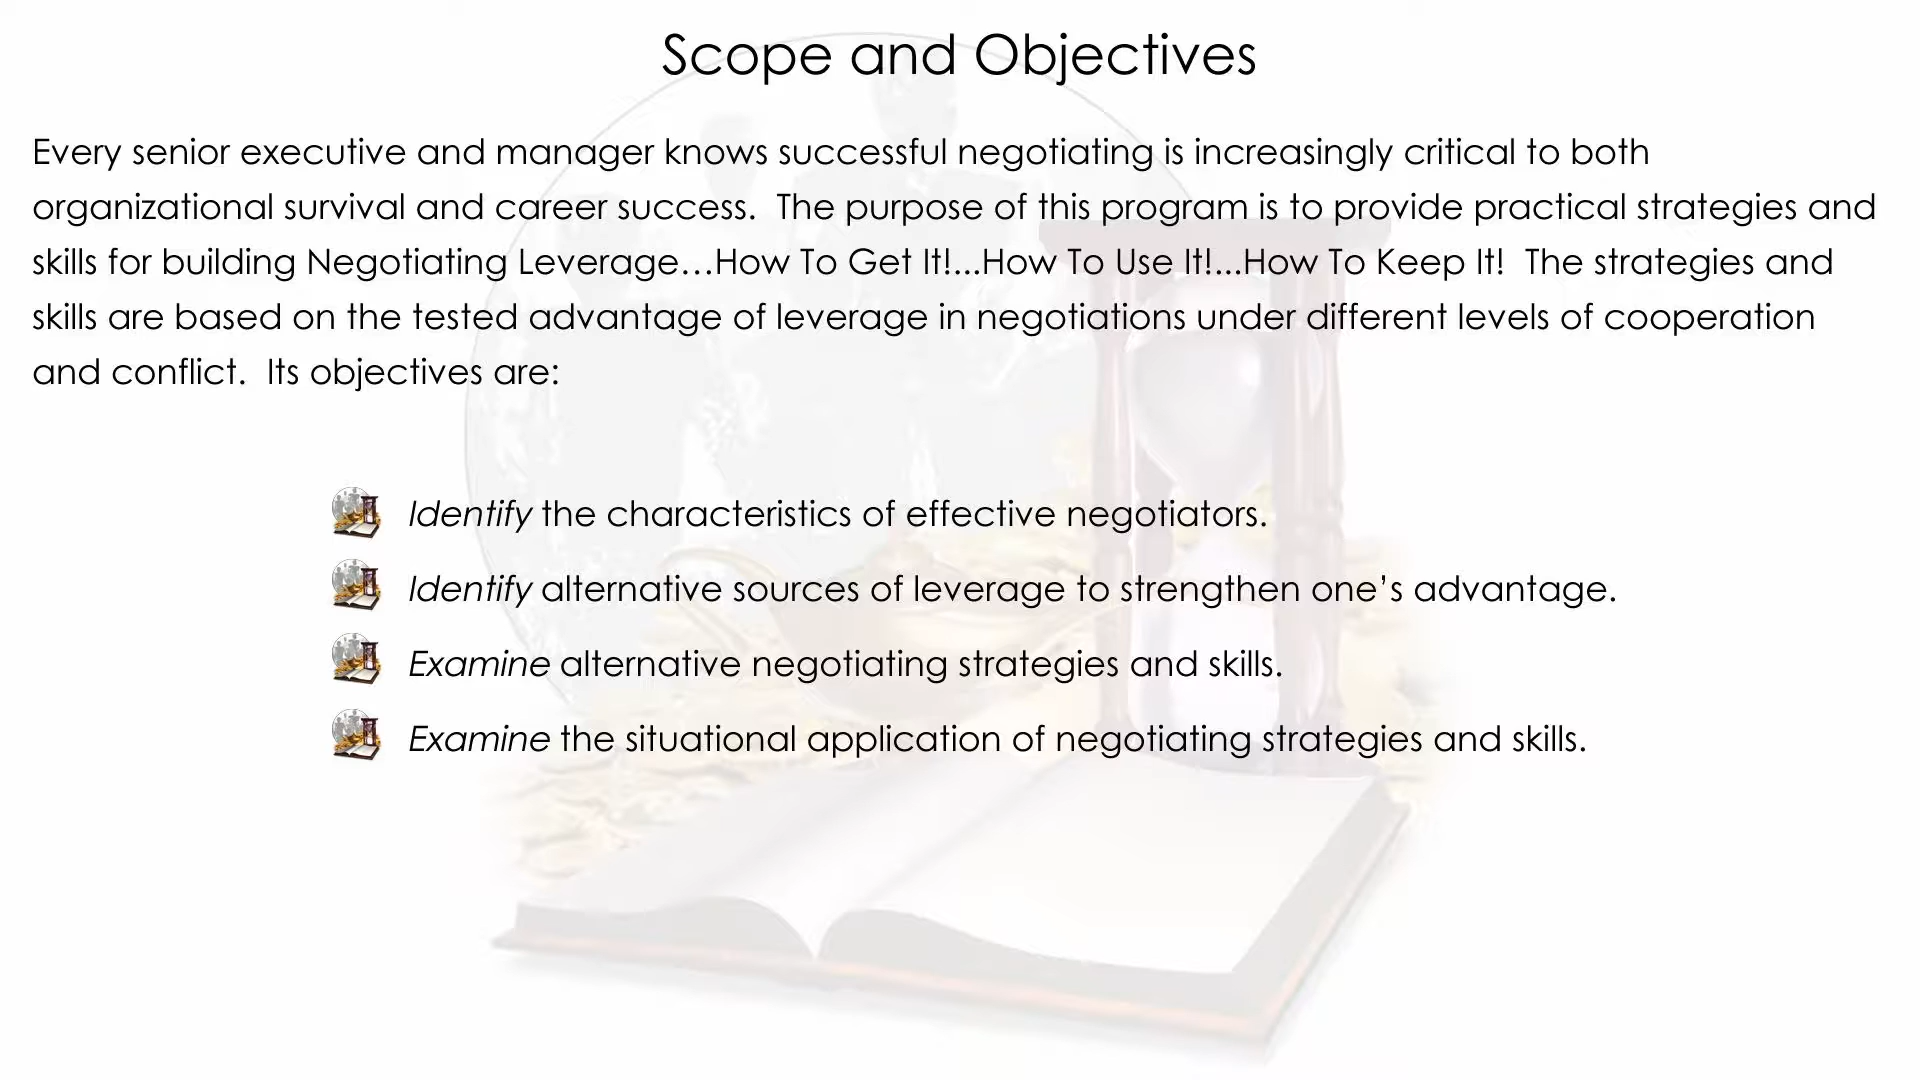 Scope and Objectives
Every senior executive and manager knows successful negotiating is increasingly critical to both
organizational survival and career success.  The purpose of this program is to provide practical strategies and
skills for building Negotiating Leverage…How To Get It!...How To Use It!...How To Keep It!  The strategies and
skills are based on the tested advantage of leverage in negotiations under different levels of cooperation
and conflict.  Its objectives are:
Identify the characteristics of effective negotiators.
Identify alternative sources of leverage to strengthen one’s advantage.
Examine alternative negotiating strategies and skills.
Examine the situational application of negotiating strategies and skills.